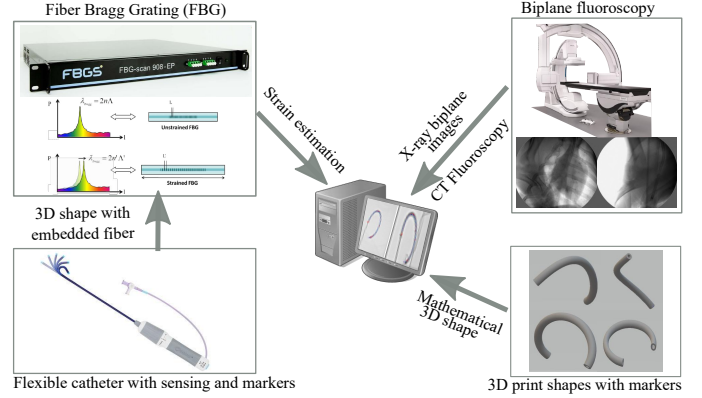 Fiber Bragg Grating (FBG)
FBGS
FBG-scan 908-EP
P
λ = 2nΛ
L
Unstrained FBG
P
λ = 2n'Λ'
L'
Strained FBG
3D shape with
embedded fiber
Flexible catheter with sensing and markers
Strain estimation
Biplane fluoroscopy
X-ray biplane
images
CT Fluoroscopy
Mathematical
3D shape
3D print shapes with markers